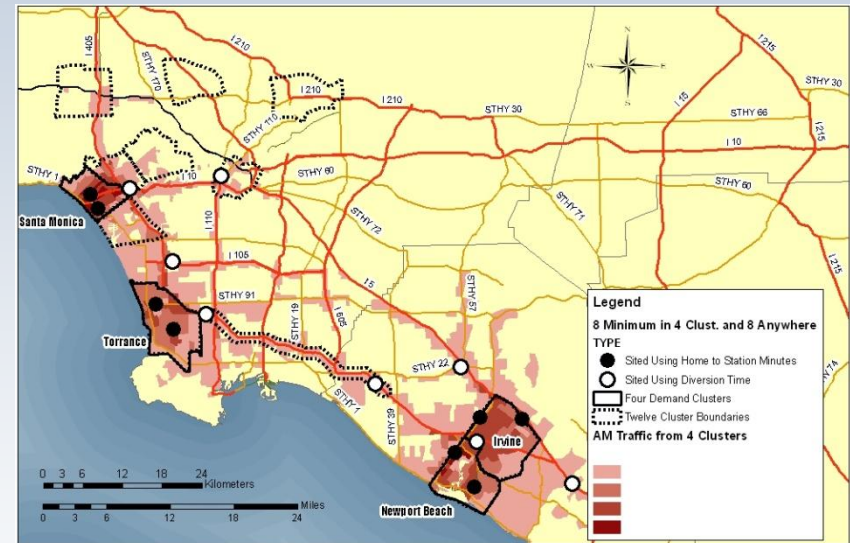 I 405
STHY 170
I 210
I 210
I 210
STHY 30
STHY 30
I 215
I 15
STHY 66
I 215
STHY 110
I 10
STHY 1
I 10
STHY 60
STHY 60
STHY 71
STHY 72
I 110
Santa Monica
I 105
I 5
STHY 57
I 215
STHY 91
STHY 19
I 605
Torrance
STHY 22
STHY 1
STHY 39
STHY 74
Irvine
Newport Beach
N
W
E
S
Legend
8 Minimum in 4 Clust. and 8 Anywhere
TYPE
Sited Using Home to Station Minutes
Sited Using Diversion Time
Four Demand Clusters
Twelve Cluster Boundaries
AM Traffic from 4 Clusters
0 3 6 12 18 24
Kilometers
Miles
0 3 6 12 18 24